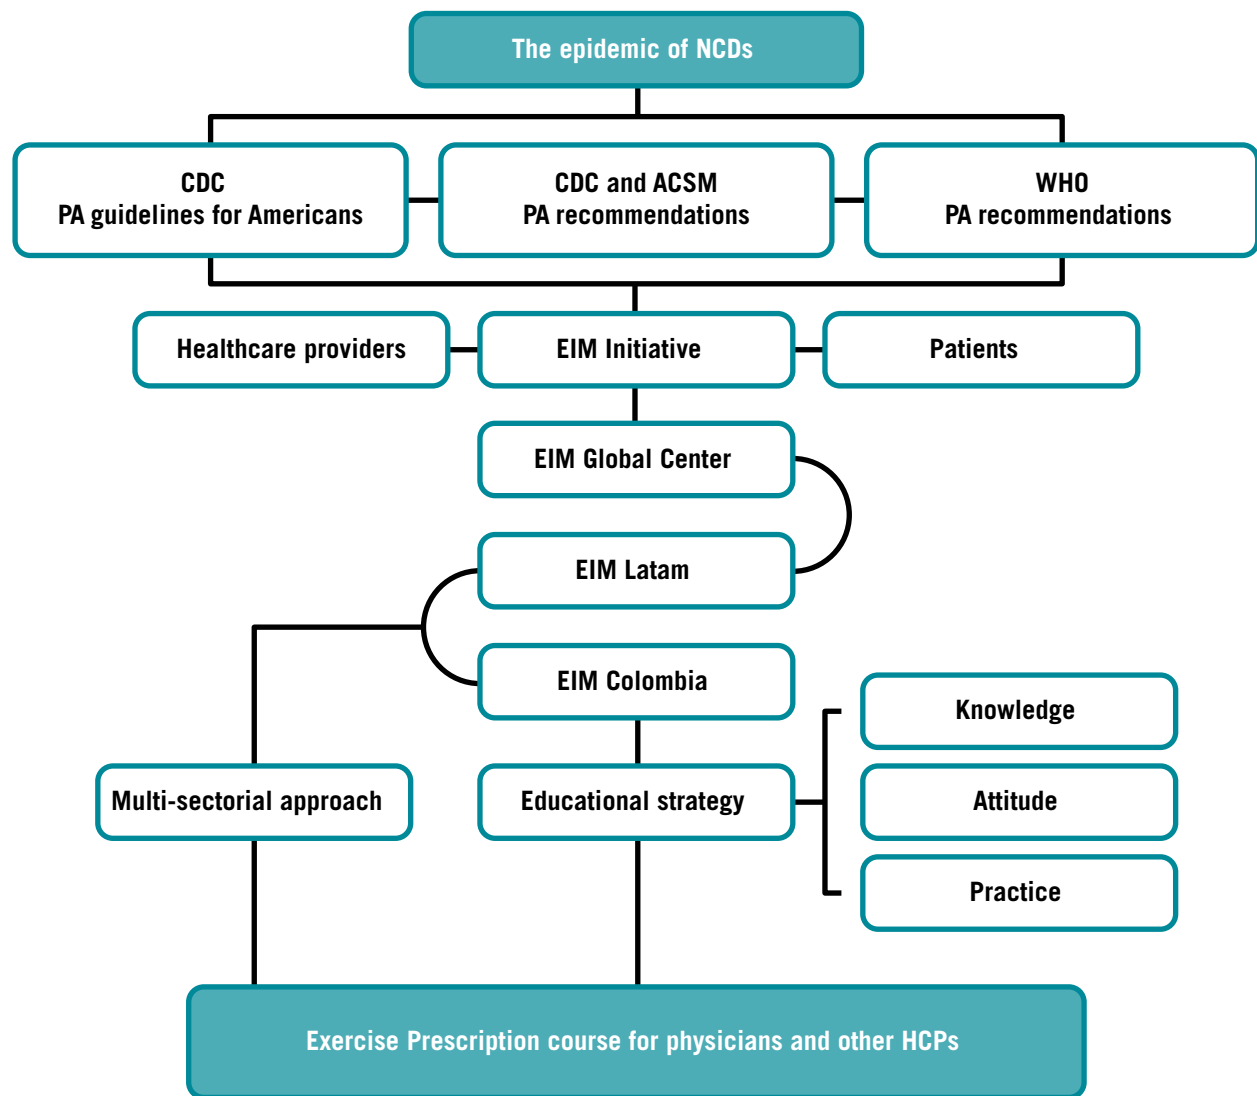 The epidemic of NCDs
CDC
PA guidelines for Americans
CDC and ACSM
PA recommendations
WHO
PA recommendations
Healthcare providers
EIM Initiative
Patients
EIM Global Center
EIM Latam
EIM Colombia
Knowledge
Multi-sectorial approach
Educational strategy
Attitude
Practice
Exercise Prescription course for physicians and other HCPs